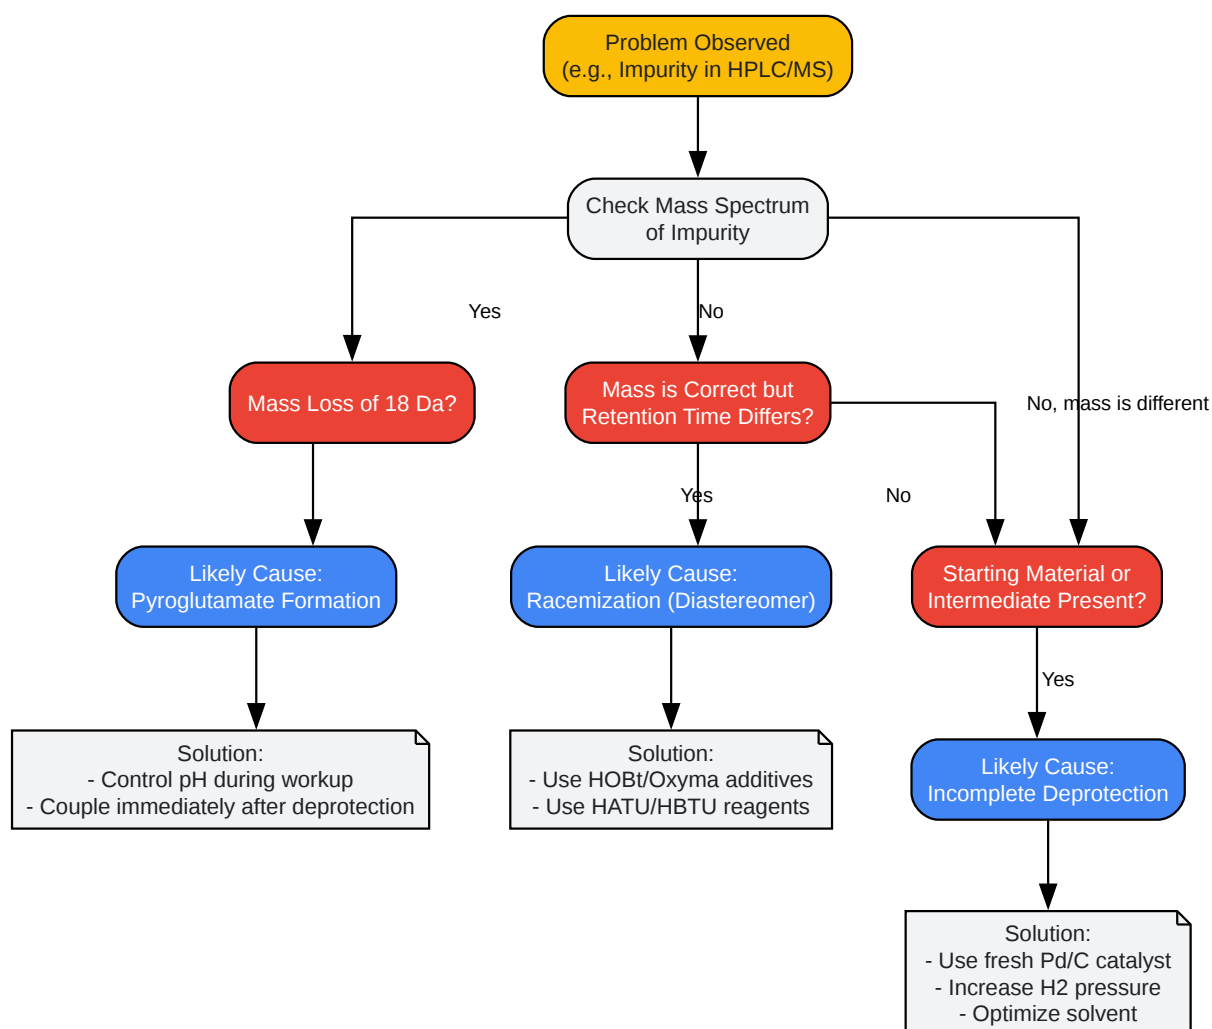 Problem Observed
(e.g., Impurity in HPLC/MS)
Check Mass Spectrum
of Impurity
Yes
No
Mass Loss of 18 Da?
Mass is Correct but
Retention Time Differs?
No, mass is different
Yes
No
Likely Cause:
Pyroglutamate Formation
Likely Cause:
Racemization (Diastereomer)
Starting Material or
Intermediate Present?
Yes
Solution:
- Control pH during workup
- Couple immediately after deprotection
Solution:
- Use HOBt/Oxyma additives
- Use HATU/HBTU reagents
Likely Cause:
Incomplete Deprotection
Solution:
- Use fresh Pd/C catalyst
- Increase H2 pressure
- Optimize solvent